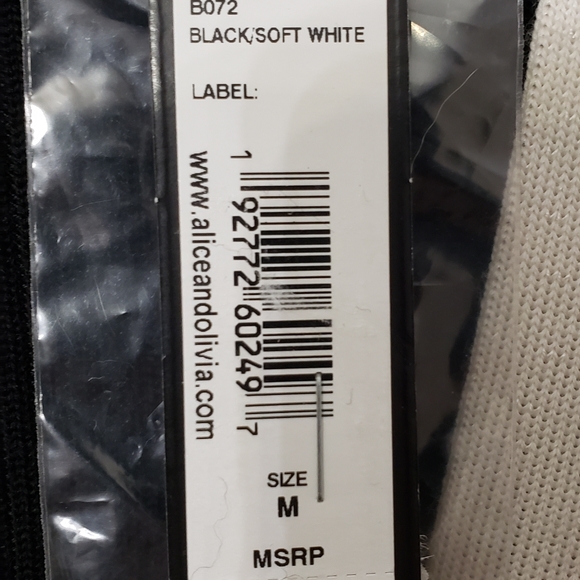 B072
BLACK/SOFT WHITE
LABEL:
www.aliceandolivia.com
1 92772 60249 7
SIZE
M
MSRP